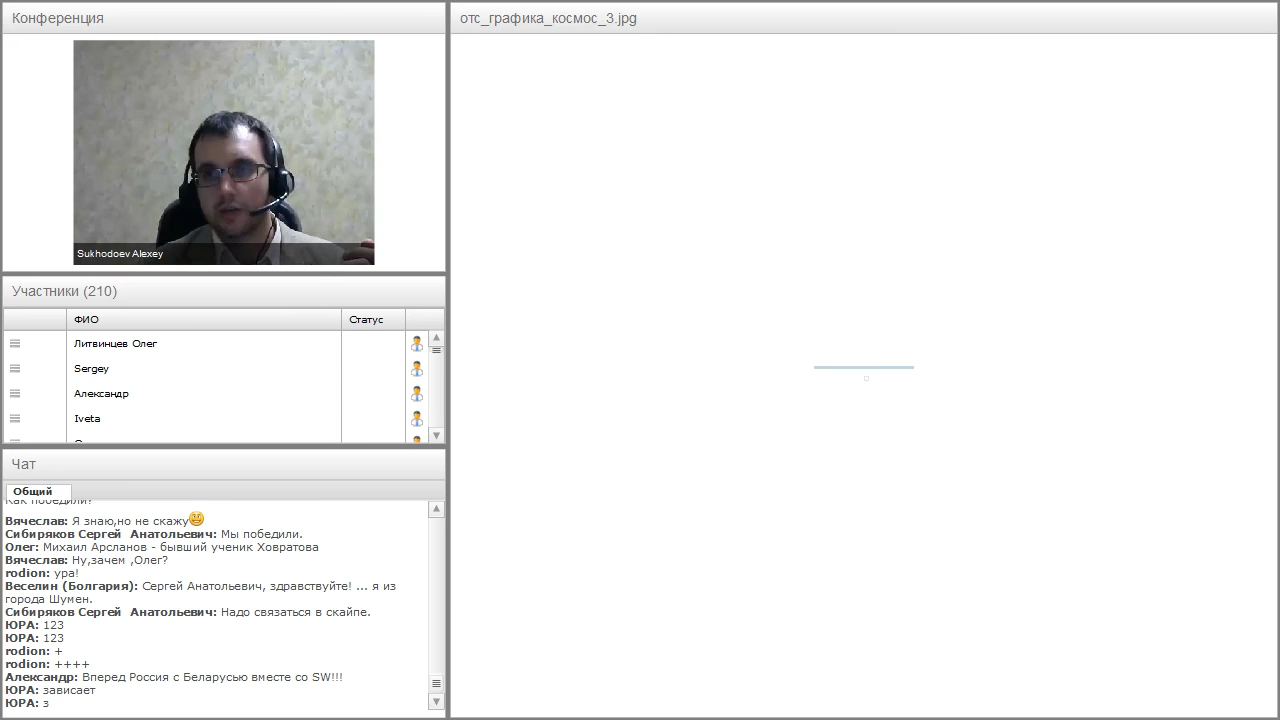 Конференция
отс_графика_космос_3.jpg
Sukhodoev Alexey
Участники (210)
ФИО
Статус
Литвинцев Олег
Sergey
Александр
Iveta
Чат
Общий
Как победили?
Вячеслав: Я знаю,но не скажу
Сибиряков Сергей Анатольевич: Мы победили.
Олег: Михаил Арсланов - бывший ученик Ховратова
Вячеслав: Ну,зачем ,Олег?
rodion: ура!
Веселин (Болгария): Сергей Анатольевич, здравствуйте! ... я из
города Шумен.
Сибиряков Сергей Анатольевич: Надо связаться в скайпе.
ЮРА: 123
ЮРА: 123
rodion: +
rodion: ++++
Александр: Вперед Россия с Беларусью вместе со SW!!!
ЮРА: зависает
ЮРА: з